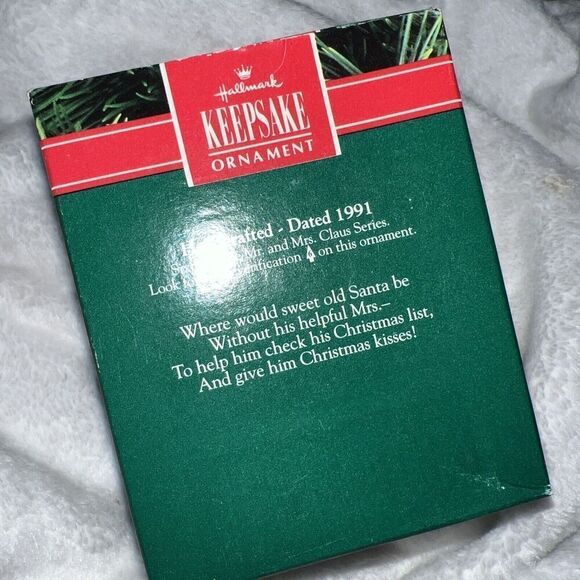 Hallmark
KEEPSAKE
ORNAMENT
Dated 1991
Mr. and Mrs. Claus Series.
Look on this ornament.
Where would sweet old Santa be
Without his helpful Mrs.—
To help him check his Christmas list,
And give him Christmas kisses!